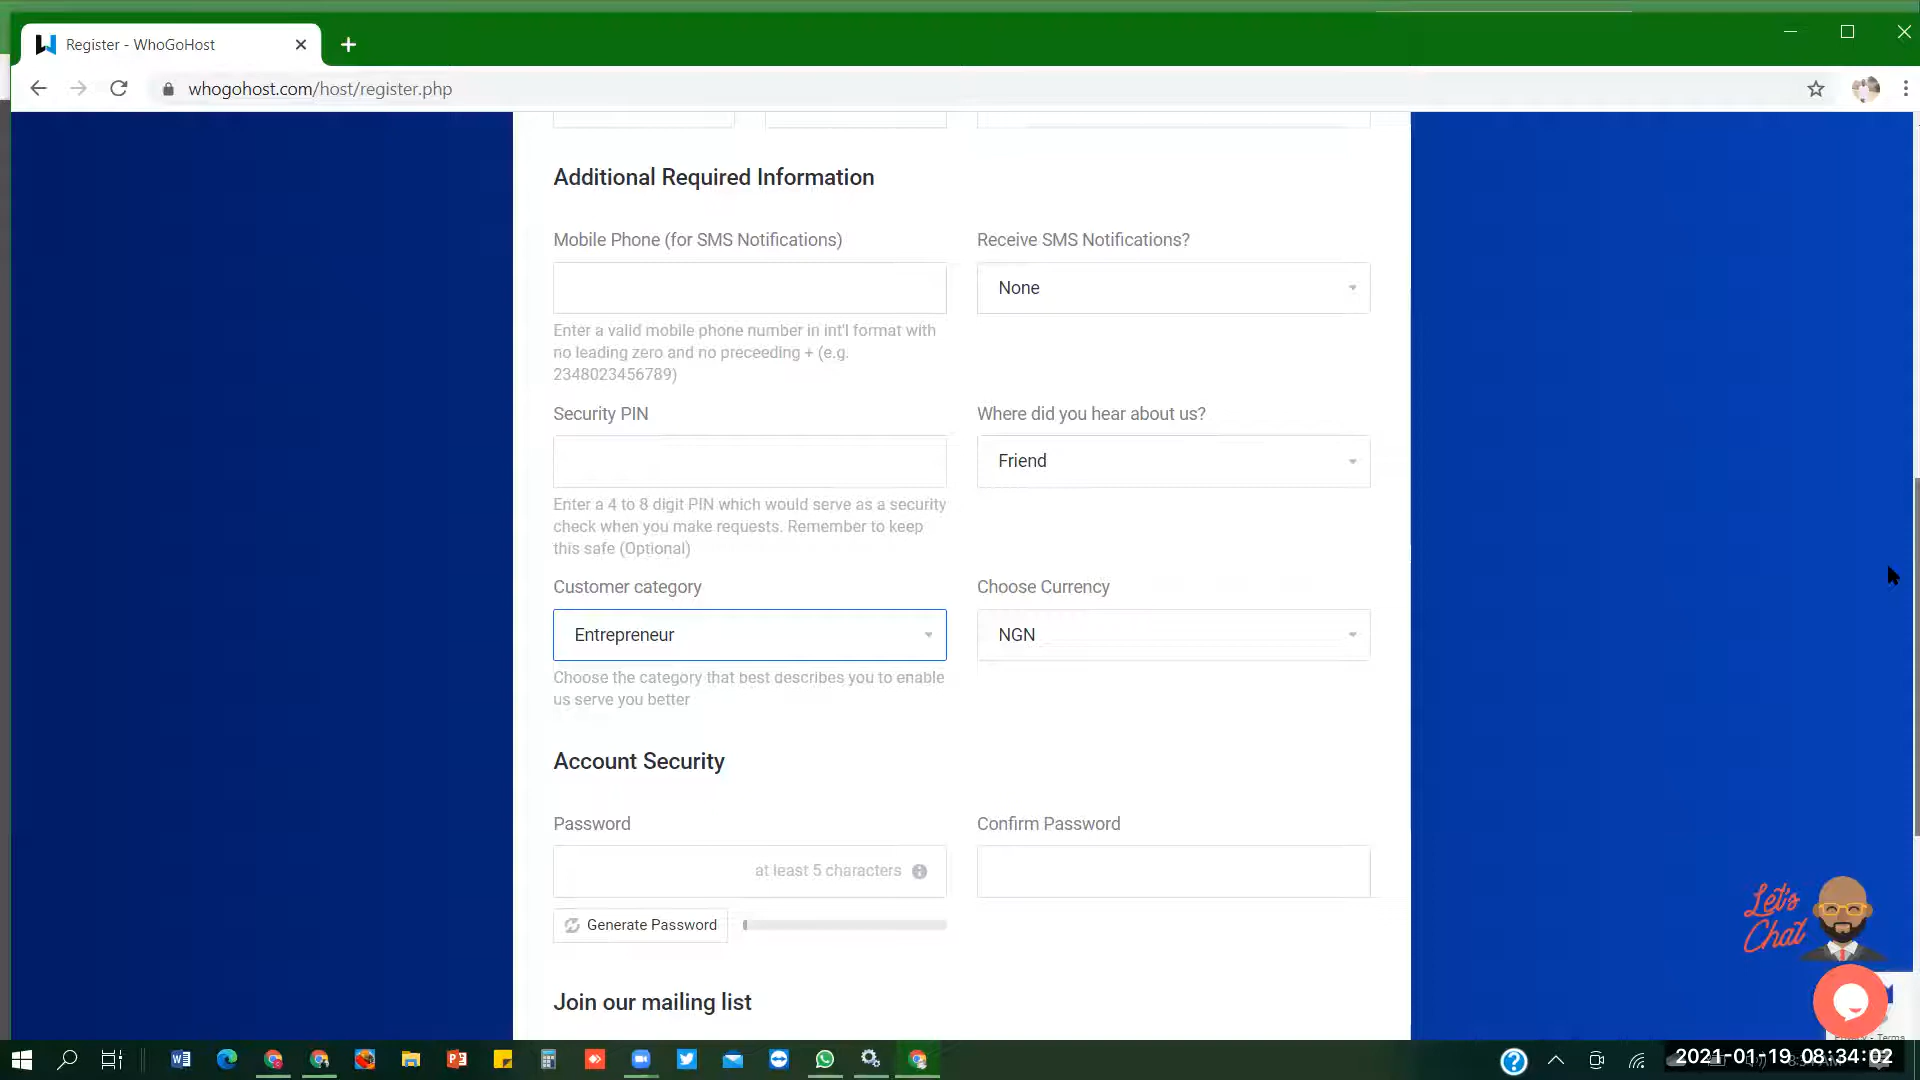 Register - WhoGoHost
whogohost.com/host/register.php
Additional Required Information
Mobile Phone (for SMS Notifications)
Receive SMS Notifications?
None
Enter a valid mobile phone number in int'l format with
no leading zero and no preceeding + (e.g.
2348023456789)
Security PIN
Where did you hear about us?
Friend
Enter a 4 to 8 digit PIN which would serve as a security
check when you make requests. Remember to keep
this safe (Optional)
Customer category
Choose Currency
Entrepreneur
NGN
Choose the category that best describes you to enable
us serve you better
Account Security
Password
Confirm Password
at least 5 characters
Generate Password
Let's
Chat
Join our mailing list
Terms
2021-01-19 08:34:02